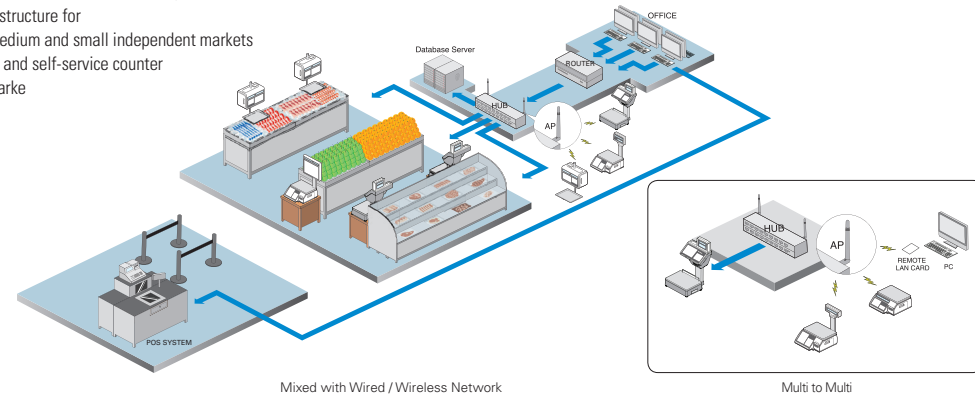 structure for
edium and small independent markets
and self-service counter
arke
OFFICE
Database Server
ROUTER
HUB
AP
HUB
AP
REMOTE
LAN CARD
PC
POS SYSTEM
Mixed with Wired / Wireless Network
Multi to Multi